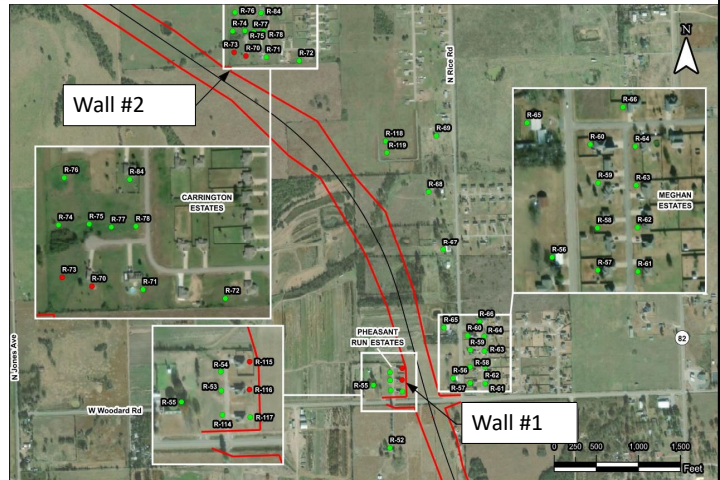 R-76
R-84
R-74
R-77
R-75
R-78
R-73
R-70
R-71
R-72
N Rice Rd
N
Wall #2
R-118
R-119
R-69
R-68
R-67
R-65
R-66
R-60
R-64
R-59
R-63
MEGHAN
ESTATES
R-58
R-62
R-56
R-57
R-61
R-76
R-84
CARRINGTON
ESTATES
R-74
R-75
R-77
R-78
R-73
R-70
R-71
R-72
N Jones Ave
PHEASANT
RUN ESTATES
R-65
R-66
R-60
R-64
R-59
R-63
R-58
R-56
R-62
R-57
R-61
82
R-54
R-115
R-53
R-116
R-55
R-114
R-117
R-55
W Woodard Rd
Wall #1
R-52
0 250 500 1,000 1,500
Feet